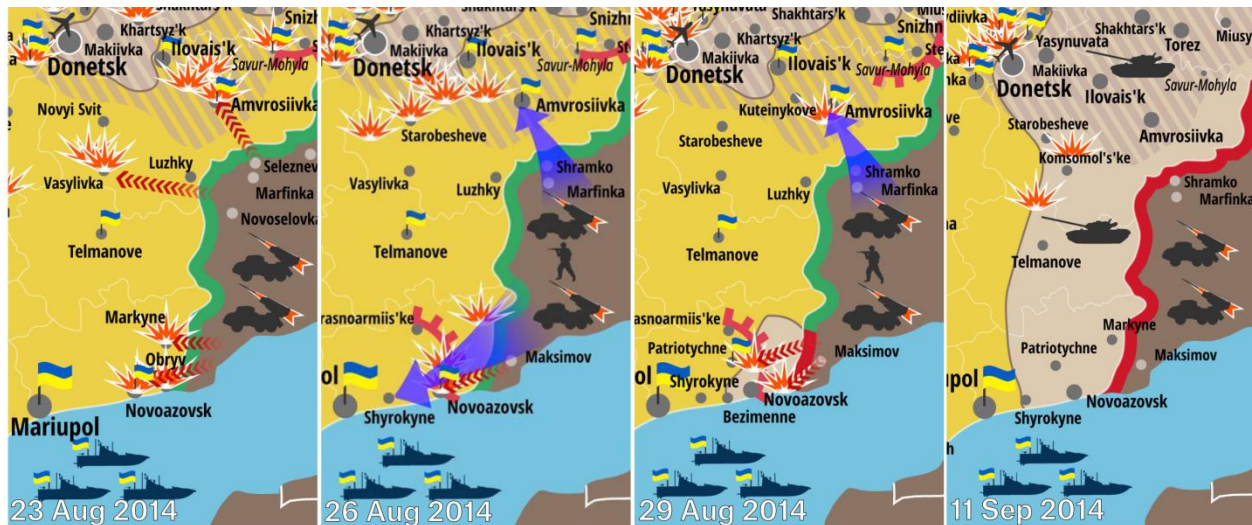 Shakhtars'k
Khartsyz'k
Snizhn
Makiivka
Ilovais'k
Donetsk
Savur-Mohyla
Novyi Svit
Amvrosiivka
Luzhky
Vasylivka
Marfinka
Novoselovka
Telmanove
Markyne
Obryv
Novoazovsk
Mariupol
23 Aug 2014
Khartsyz'k
Snizhn
Makiivka
Ilovais'k
Donetsk
Savur-Mohyla
Amvrosiivka
Starobesheve
Shramko
Vasylivka
Luzhky
Marfinka
Telmanove
rasnoarmiis'ke
Maksimov
ol
Novoazovsk
Shyrokyne
26 Aug 2014
Yasynuvata
Shakhtars'k
Khartsyz'k
Snizhn
Makiivka
Ilovais'k
Donetsk
Savur-Mohyla
Kuteinykove
Amvrosiivka
Starobesheve
Shramko
Vasylivka
Luzhky
Marfinka
Telmanove
rasnoarmiis'ke
Patriotychne
Maksimov
ol
Shyrokyne
Novoazovsk
Bezimenne
29 Aug 2014
Shakhtars'k
Miusy
Yasynuvata
Torez
Makiivka
Savur-Mohyla
Donetsk
Ilovais'k
Starobesheve
Amvrosiivka
Komsomol's'ke
Shramko
Marfinka
Telmanove
Markyne
Patriotychne
Maksimov
upol
Novoazovsk
Shyrokyne
11 Sep 2014